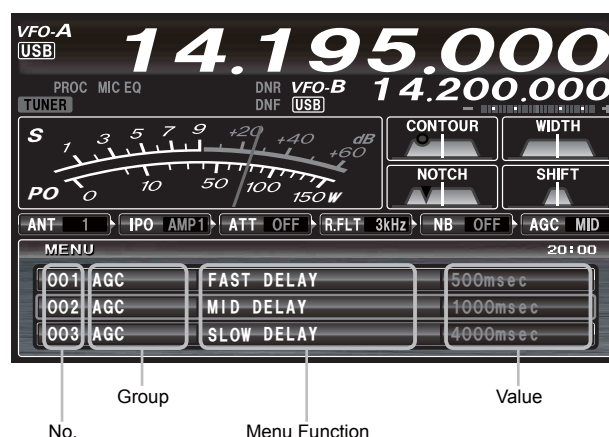 VFO-A 14.195.000
USB
PROC MIC EQ DNR VFO-B 14.200.000
TUNER DNF USB
S 1 3 5 7 9 +20 +40 +60 dB
PO 0 10 50 100 150 W
CONTOUR WIDTH
NOTCH SHIFT
ANT 1 IPO AMP1 ATT OFF R.FLT 3kHz NB OFF AGC MID
MENU 20:00
001 AGC FAST DELAY 500msec
002 AGC MID DELAY 1000msec
003 AGC SLOW DELAY 4000msec
Group Value
No. Menu Function